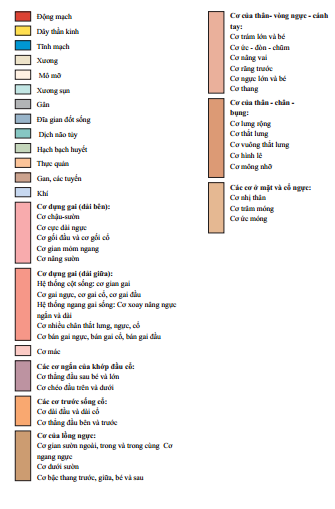 Động mạch
Dây thần kinh
Tĩnh mạch
Xương
Mô mỡ
Xương sụn
Gân
Đĩa gian đốt sống
Dịch não tủy
Hạch bạch huyết
Thực quản
Gan, các tuyến
Khí
Cơ dựng gai (dải bên):
Cơ chậu-sườn
Cơ cực dài ngực
Cơ gối đầu và cơ gối cổ
Cơ gian mỏm ngang
Cơ nâng sườn
Cơ dựng gai (dải giữa):
Hệ thống cột sống: cơ gian gai
Cơ gai ngực, cơ gai cổ, cơ gai đầu
Hệ thống ngang gai sống: Cơ xoay nâng ngực
ngắn và dài
Cơ nhiều chân thắt lưng, ngực, cổ
Cơ bán gai ngực, bán gai cổ, bán gai đầu
Cơ mác
Các cơ ngắn của khớp đầu cổ:
Cơ thẳng đầu sau bé và lớn
Cơ chéo đầu trên và dưới
Các cơ trước sống cổ:
Cơ dài đầu và dài cổ
Cơ thẳng đầu bên và trước
Cơ của lồng ngực:
Cơ gian sườn ngoài, trong và trong cùng Cơ
ngang ngực
Cơ dưới sườn
Cơ bậc thang trước, giữa, bé và sau
Cơ của thân- vòng ngực - cánh
tay:
Cơ trám lớn và bé
Cơ ức - đòn - chũm
Cơ nâng vai
Cơ răng trước
Cơ ngực lớn và bé
Cơ thang
Cơ của thân - chân -
bụng:
Cơ lưng rộng
Cơ thắt lưng
Cơ vuông thắt lưng
Cơ hình lê
Cơ mông nhỡ
Các cơ ở mặt và cổ ngực:
Cơ nhị thân
Cơ trâm móng
Cơ ức móng